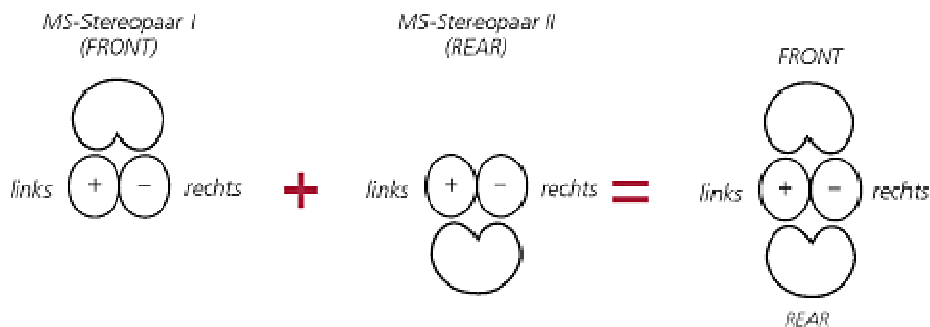 MS-Stereopaar I
(FRONT)
MS-Stereopaar II
(REAR)
FRONT
links + − rechts
+
links + − rechts
=
links + − rechts
REAR